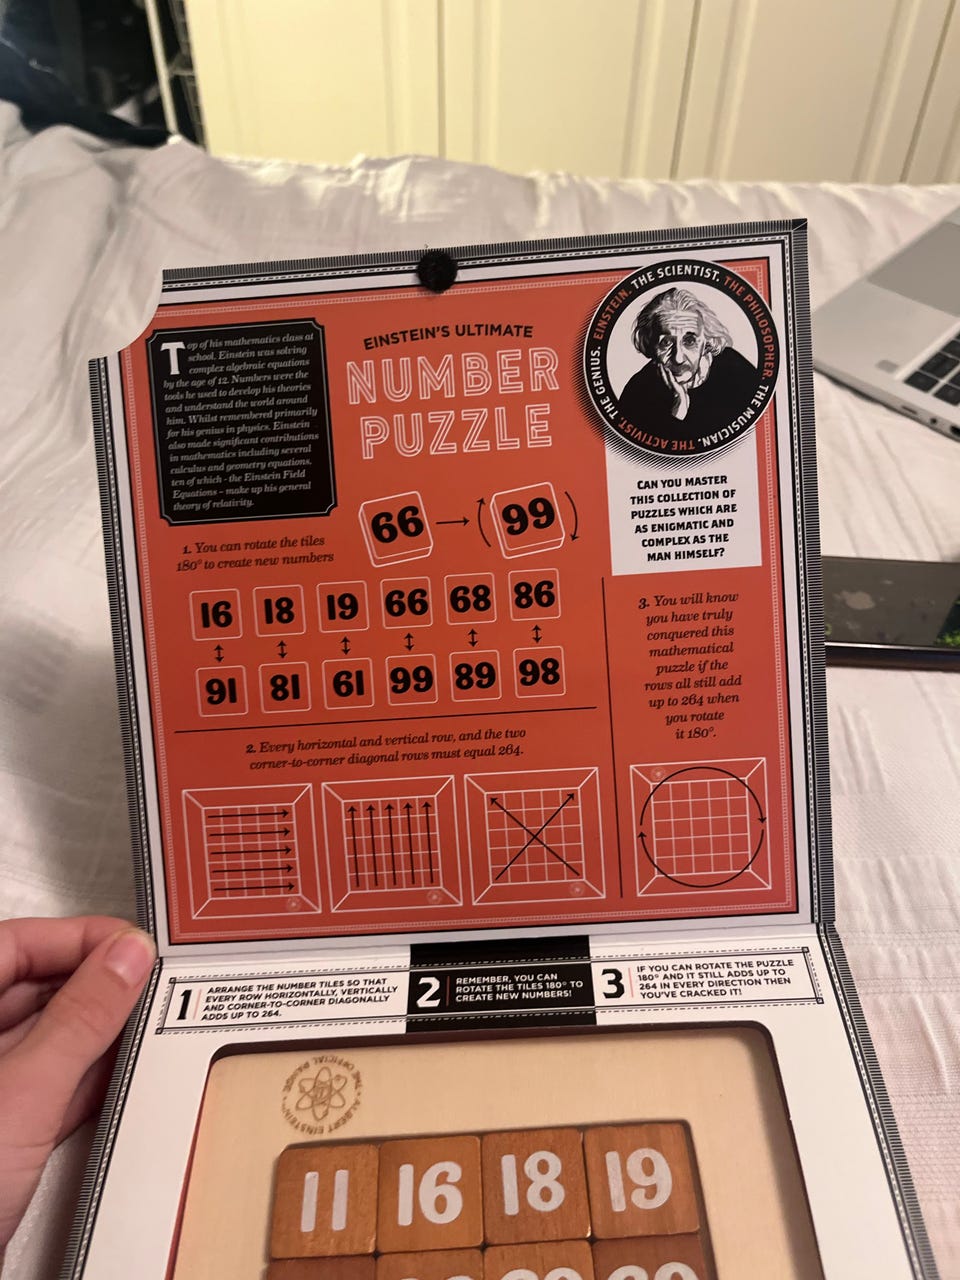 Top of his mathematics class at
school. Einstein was solving
complex algebraic equations
by the age of 12. Numbers were the
tools he used to develop his theories
and understand the world around
him. Whilst remembered primarily
for his genius in physics. Einstein
also made significant contributions
in mathematics including several
calculus and geometry equations,
ten of which - the Einstein Field
Equations - make up his general
theory of relativity.
EINSTEIN'S ULTIMATE
NUMBER
PUZZLE
EINSTEIN. THE SCIENTIST. THE PHILOSOPHER. THE MUSICIAN. THE ACTIVIST. THE GENIUS.
CAN YOU MASTER
THIS COLLECTION OF
PUZZLES WHICH ARE
AS ENIGMATIC AND
COMPLEX AS THE
MAN HIMSELF?
1. You can rotate the tiles
180° to create new numbers
66 99
16 18 19 66 68 86
91 81 61 99 89 98
2. Every horizontal and vertical row, and the two
corner-to-corner diagonal rows must equal 264.
3. You will know
you have truly
conquered this
mathematical
puzzle if the
rows all still add
up to 264 when
you rotate
it 180°.
1 ARRANGE THE NUMBER TILES SO THAT
EVERY ROW HORIZONTALLY, VERTICALLY
AND CORNER-TO-CORNER DIAGONALLY
ADDS UP TO 264.
2 REMEMBER, YOU CAN
ROTATE THE TILES 180° TO
CREATE NEW NUMBERS!
3 IF YOU CAN ROTATE THE PUZZLE
180° AND IT STILL ADDS UP TO
264 IN EVERY DIRECTION THEN
YOU'VE CRACKED IT!
THE OFFICIAL
ALBERT EINSTEIN
11 16 18 19